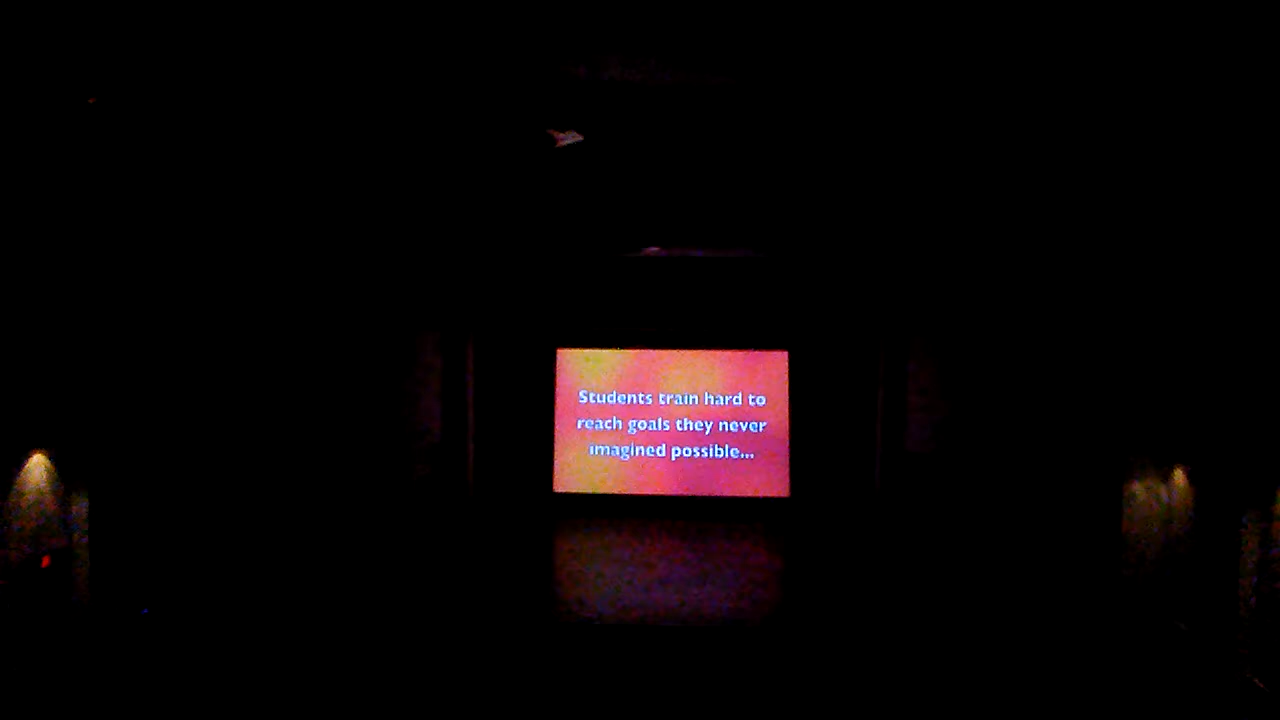 Students train hard to
reach goals they never
imagined possible...